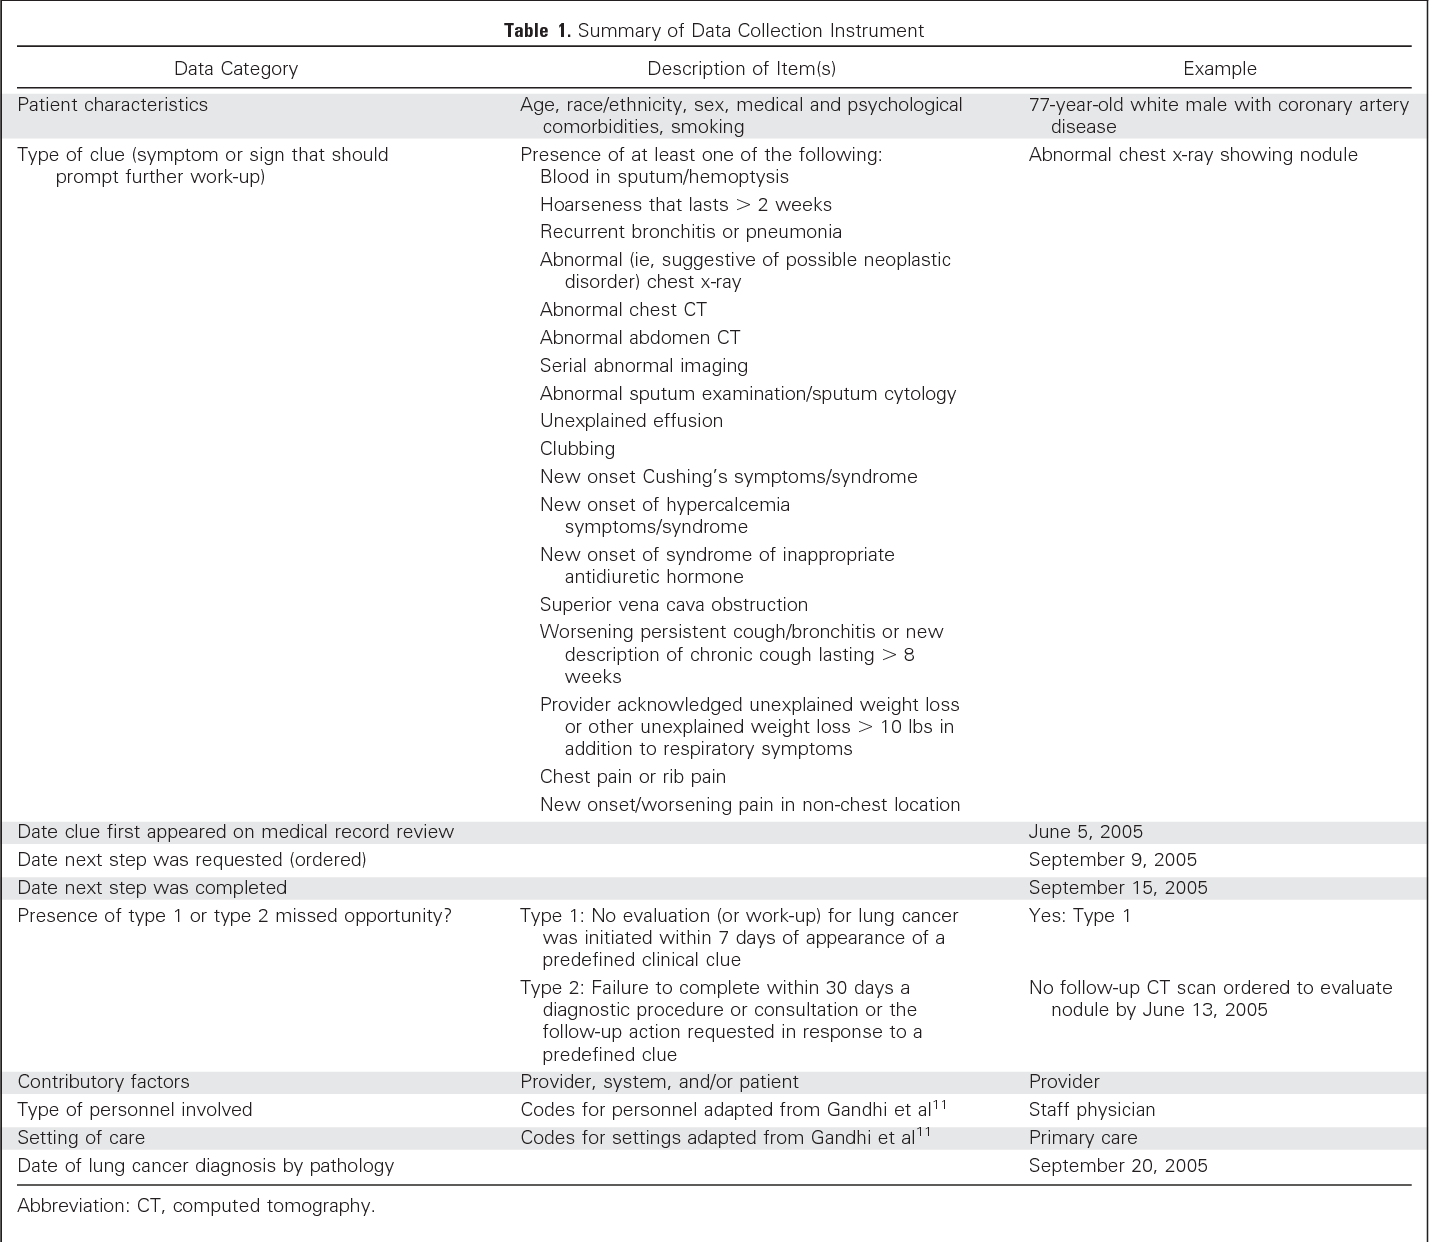 Table 1. Summary of Data Collection Instrument
Data Category Description of Item(s) Example
Patient characteristics Age, race/ethnicity, sex, medical and psychological 77-year-old white male with coronary artery
comorbidities, smoking disease
Type of clue (symptom or sign that should Presence of at least one of the following: Abnormal chest x-ray showing nodule
prompt further work-up) Blood in sputum/hemoptysis
Hoarseness that lasts > 2 weeks
Recurrent bronchitis or pneumonia
Abnormal (ie, suggestive of possible neoplastic
disorder) chest x-ray
Abnormal chest CT
Abnormal abdomen CT
Serial abnormal imaging
Abnormal sputum examination/sputum cytology
Unexplained effusion
Clubbing
New onset Cushing's symptoms/syndrome
New onset of hypercalcemia
symptoms/syndrome
New onset of syndrome of inappropriate
antidiuretic hormone
Superior vena cava obstruction
Worsening persistent cough/bronchitis or new
description of chronic cough lasting > 8
weeks
Provider acknowledged unexplained weight loss
or other unexplained weight loss > 10 lbs in
addition to respiratory symptoms
Chest pain or rib pain
New onset/worsening pain in non-chest location
Date clue first appeared on medical record review June 5, 2005
Date next step was requested (ordered) September 9, 2005
Date next step was completed September 15, 2005
Presence of type 1 or type 2 missed opportunity? Type 1: No evaluation (or work-up) for lung cancer Yes: Type 1
was initiated within 7 days of appearance of a
predefined clinical clue
Type 2: Failure to complete within 30 days a No follow-up CT scan ordered to evaluate
diagnostic procedure or consultation or the nodule by June 13, 2005
follow-up action requested in response to a
predefined clue
Contributory factors Provider, system, and/or patient Provider
Type of personnel involved Codes for personnel adapted from Gandhi et al11 Staff physician
Setting of care Codes for settings adapted from Gandhi et al11 Primary care
Date of lung cancer diagnosis by pathology September 20, 2005
Abbreviation: CT, computed tomography.